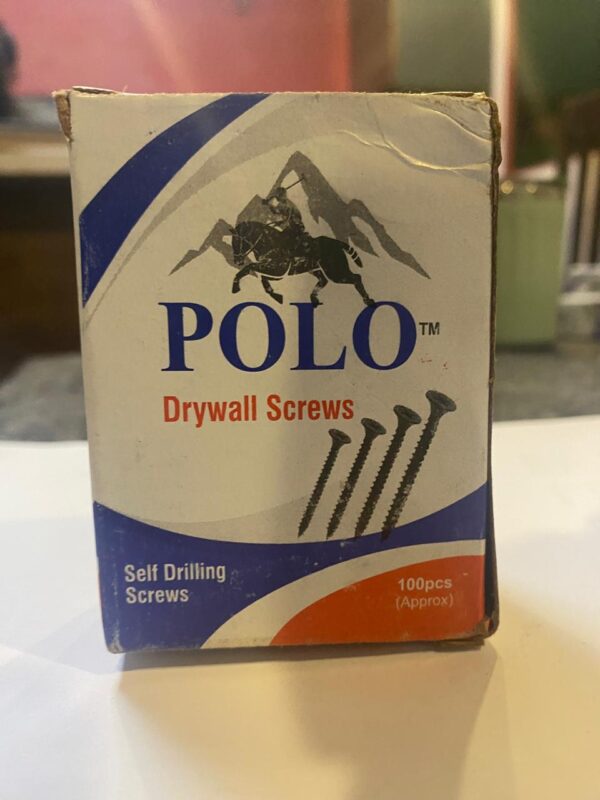 POLO™
Drywall Screws
Self Drilling
Screws
100pcs
(Approx)